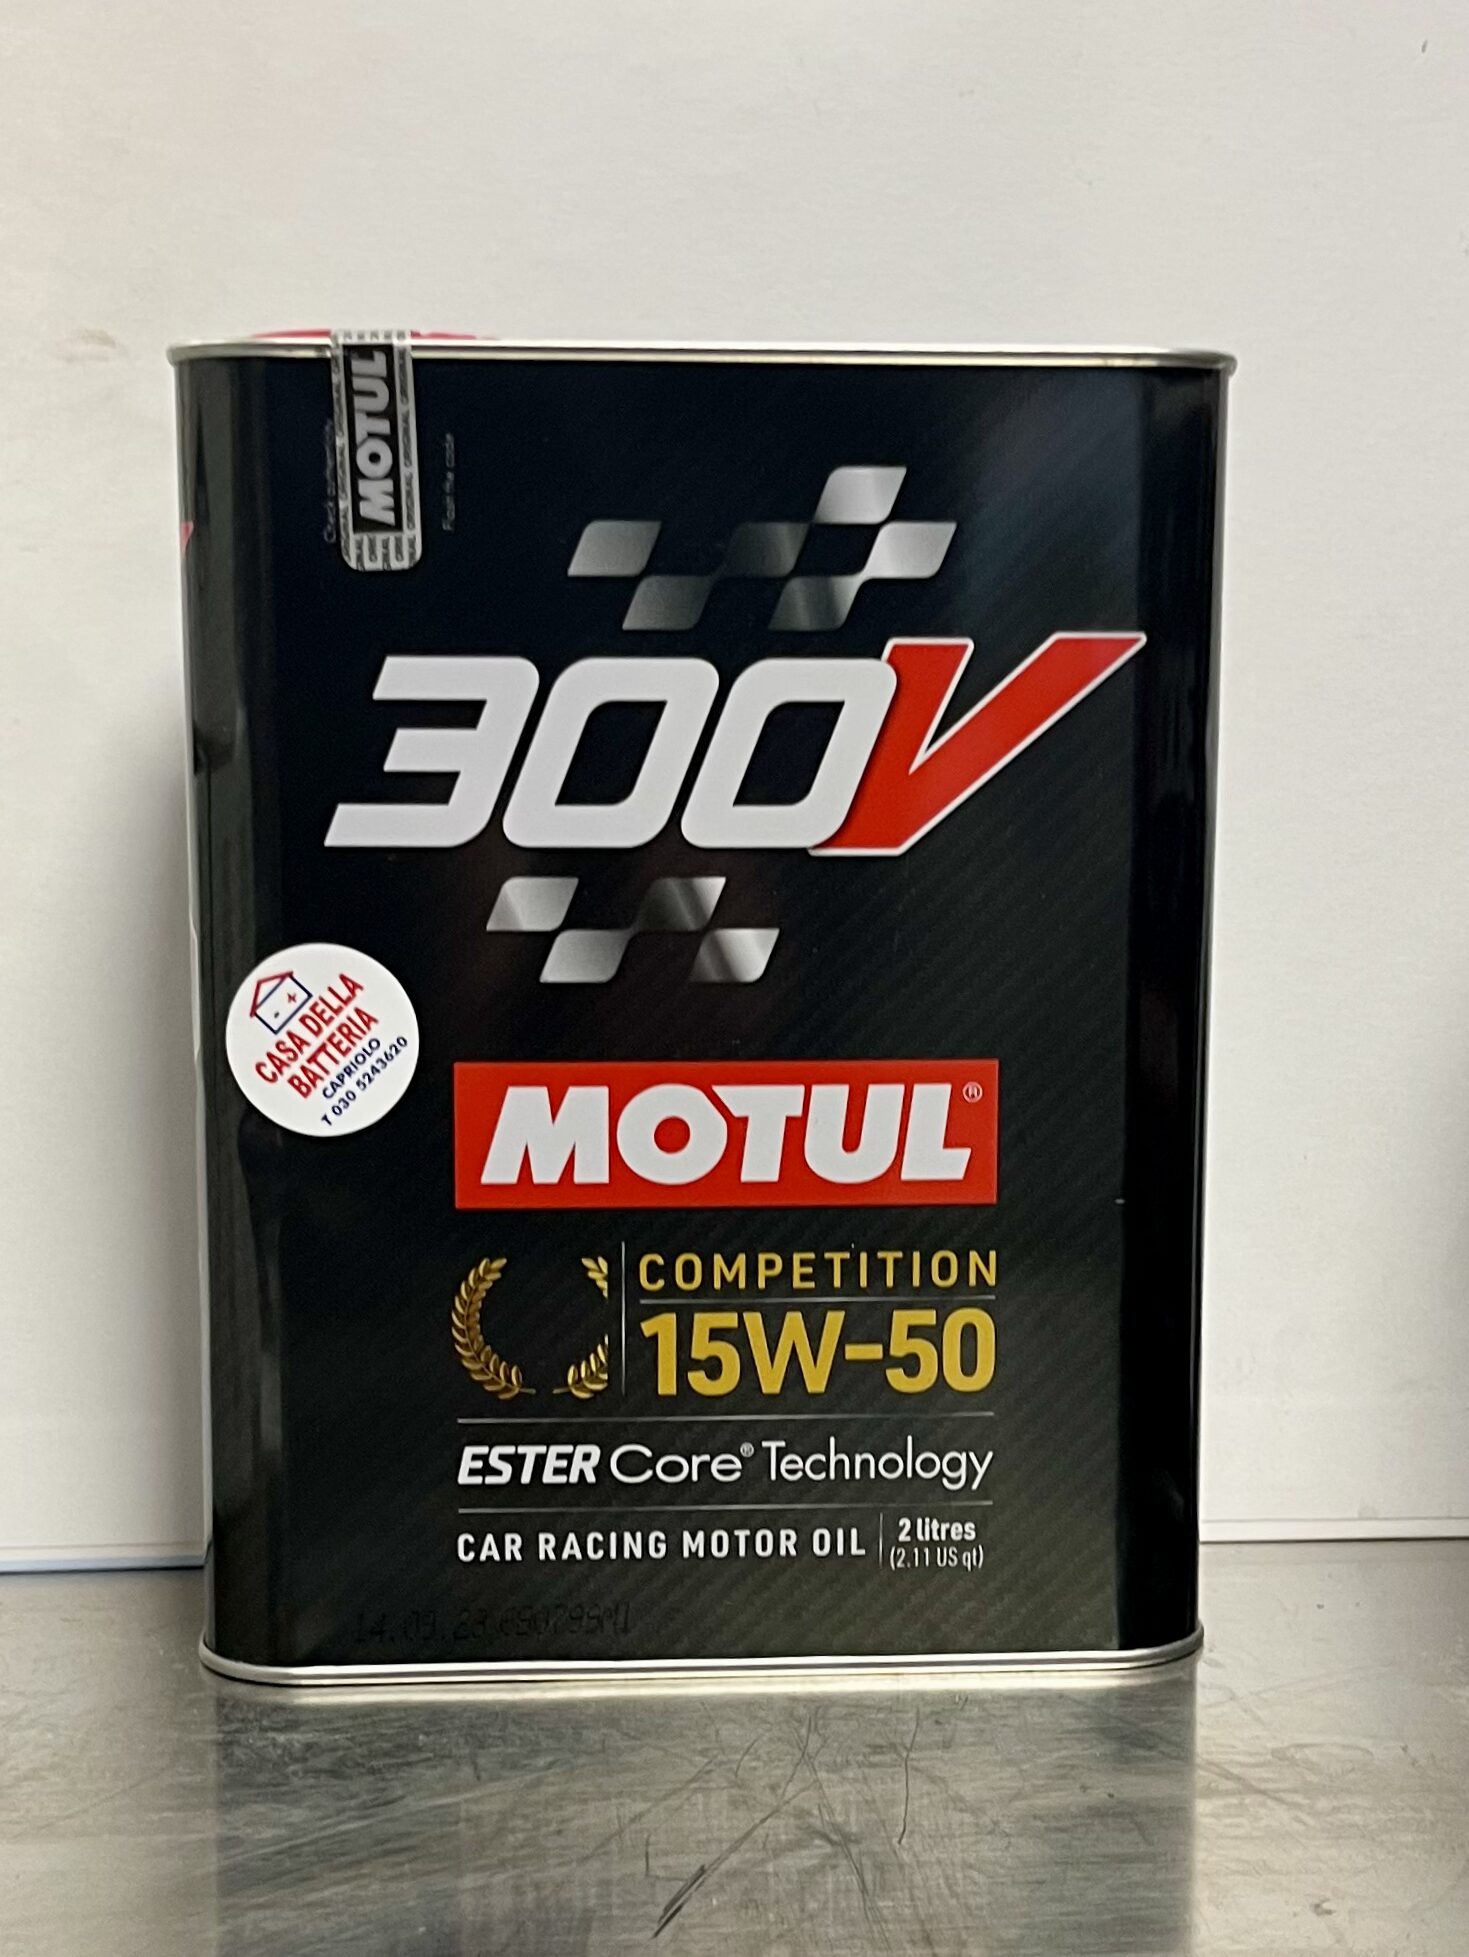 MOTUL
ORIGINAL
300V
CASA DELLA
BATTERIA
CAPRIOLO
T 030 5243620
MOTUL®
COMPETITION
15W-50
ESTER Core® Technology
CAR RACING MOTOR OIL
2 litres
(2.11 US qt)